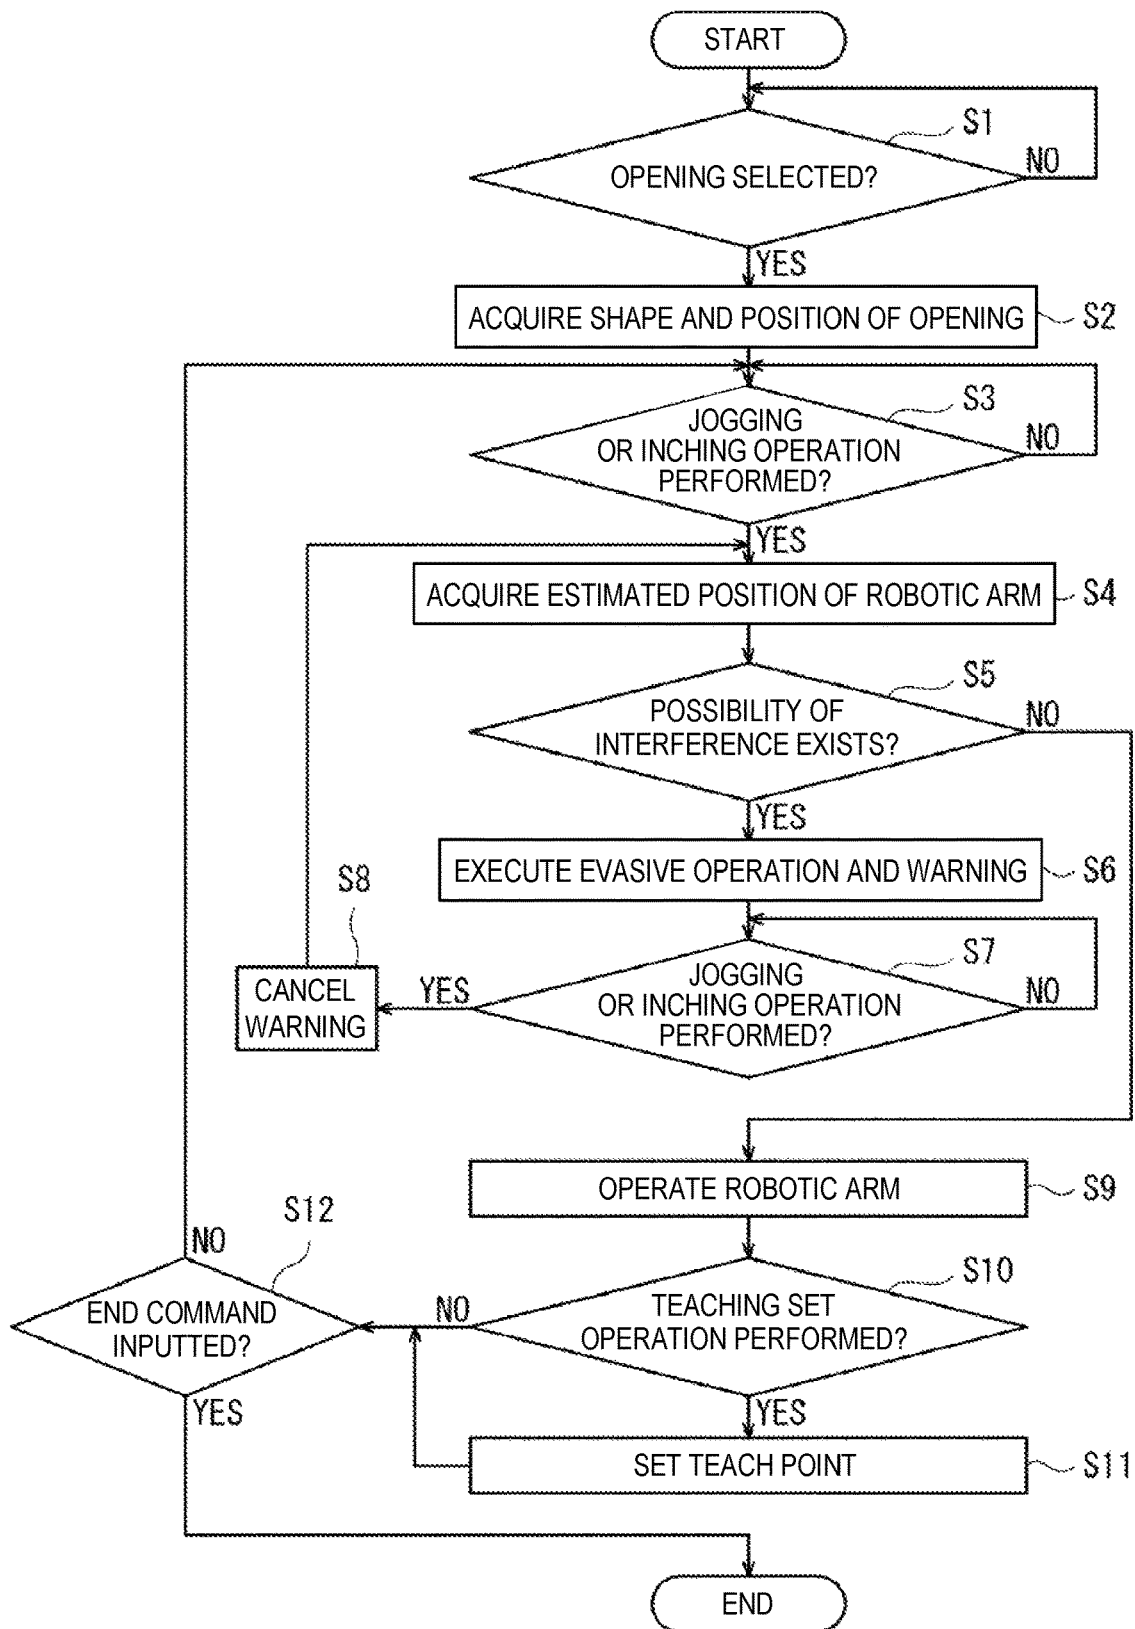 START
S1
OPENING SELECTED?
NO
YES
ACQUIRE SHAPE AND POSITION OF OPENING
S2
S3
JOGGING
OR INCHING OPERATION
PERFORMED?
NO
YES
ACQUIRE ESTIMATED POSITION OF ROBOTIC ARM
S4
S5
POSSIBILITY OF
INTERFERENCE EXISTS?
NO
YES
EXECUTE EVASIVE OPERATION AND WARNING
S6
S8
CANCEL
WARNING
YES
S7
JOGGING
OR INCHING OPERATION
PERFORMED?
NO
OPERATE ROBOTIC ARM
S9
S12
NO
END COMMAND
INPUTTED?
YES
S10
NO
TEACHING SET
OPERATION PERFORMED?
YES
SET TEACH POINT
S11
END